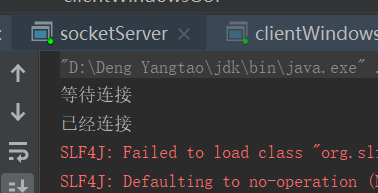 socketServer
clientWindows
"D:\Deng Yangtao\jdk\bin\java.exe" .
等待连接
已经连接
SLF4J: Failed to load class "org.sl
SLF4J: Defaulting to no-operation (